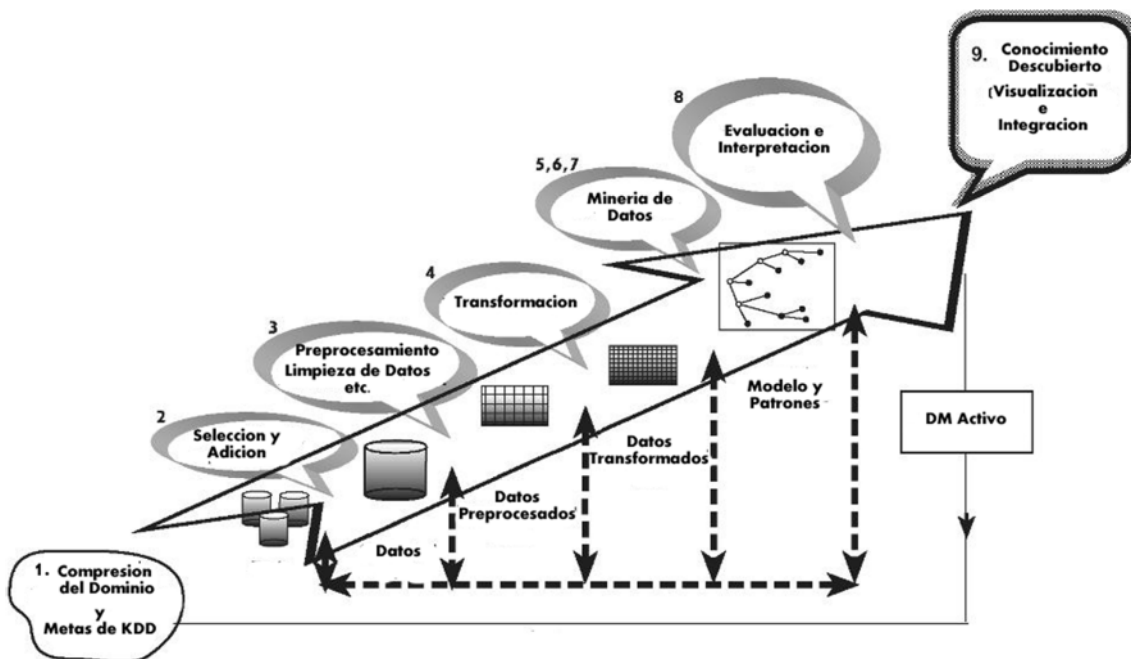 9. Conocimiento
Descubierto
(Visualizacion
e
Integracion
8
Evaluacion e
Interpretacion
5,6,7
Mineria de
Datos
4
Transformacion
3
Preprocesamiento
Limpieza de Datos
etc.
2
Seleccion y
Adicion
Modelo y
Patrones
DM Activo
Datos
Transformados
Datos
Preprocesados
Datos
1. Compresion
del Dominio
y
Metas de KDD